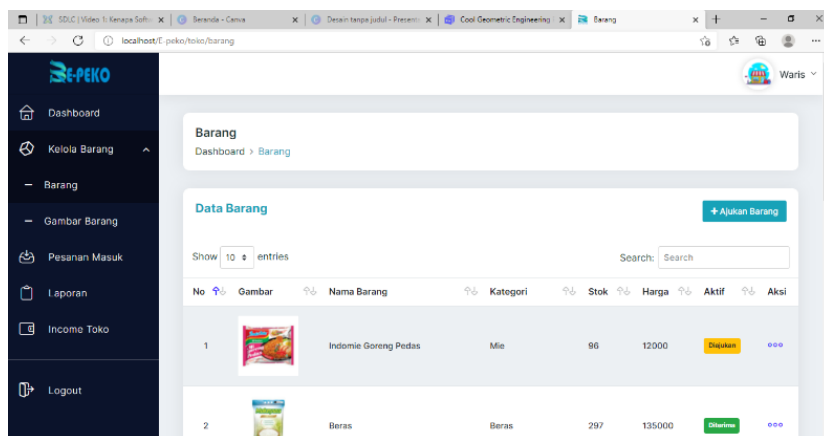 SDLC | Video 1: Kenapa Softw
Beranda - Canva
Desain tanpa judul - Presenta
Cool Geometric Engineering
Barang
localhost/E-peko/toko/barang
E-PEKO
Waris
Dashboard
Kelola Barang
Barang
Gambar Barang
Pesanan Masuk
Laporan
Income Toko
Logout
Barang
Dashboard > Barang
Data Barang
+ Ajukan Barang
Show 10 entries
Search: Search
No Gambar Nama Barang Kategori Stok Harga Aktif Aksi
1 Indomie Goreng Pedas Mie 96 12000 Diajukan
2 Beras Beras 297 135000 Diterima